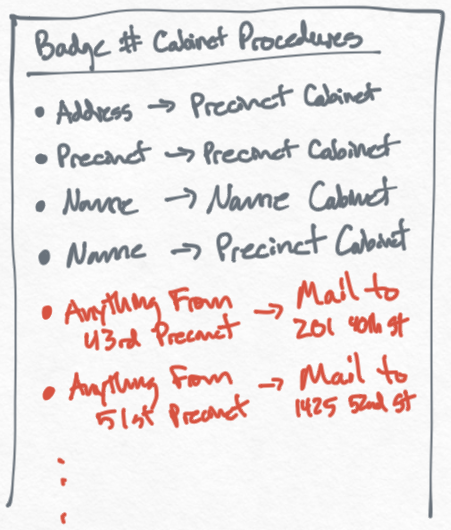 Badge # Cabinet Procedures
• Address → Precinct Cabinet
• Precinct → Precinct Cabinet
• Name → Name Cabinet
• Name → Precinct Cabinet
• Anything From → Mail to
43rd Precinct 201 40th St
• Anything From → Mail to
51st Precinct 1425 52nd St